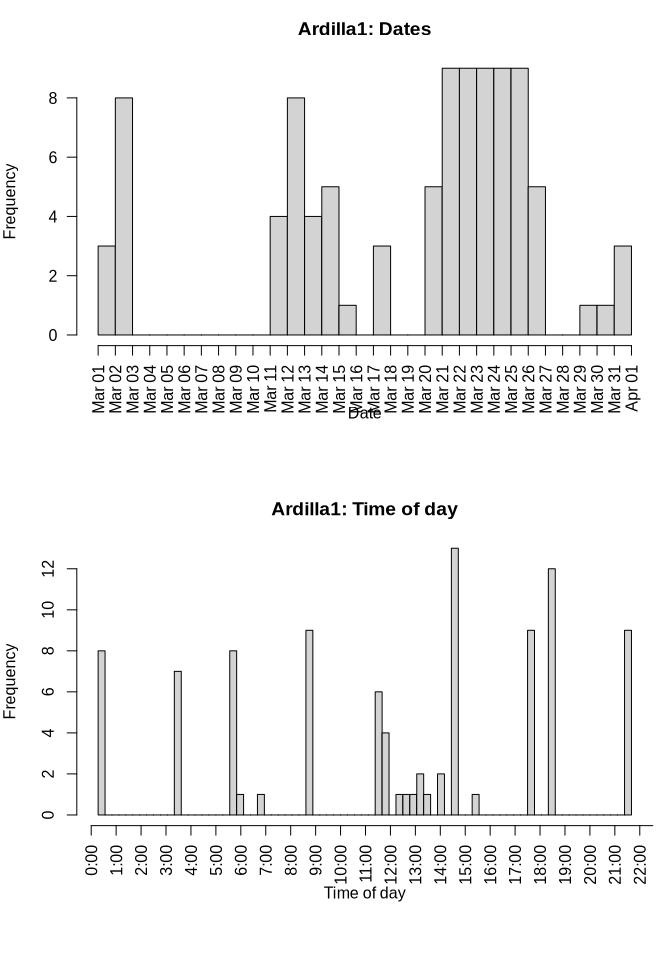 Ardilla1: Dates
Frequency
8
6
4
2
0
Mar 01 Mar 02 Mar 03 Mar 04 Mar 05 Mar 06 Mar 07 Mar 08 Mar 09 Mar 10 Mar 11 Mar 12 Mar 13 Mar 14 Mar 15 Mar 16 Mar 17 Mar 18 Mar 19 Mar 20 Mar 21 Mar 22 Mar 23 Mar 24 Mar 25 Mar 26 Mar 27 Mar 28 Mar 29 Mar 30 Mar 31 Apr 01
Date
Ardilla1: Time of day
Frequency
12
10
8
6
4
2
0
0:00 1:00 2:00 3:00 4:00 5:00 6:00 7:00 8:00 9:00 10:00 11:00 12:00 13:00 14:00 15:00 16:00 17:00 18:00 19:00 20:00 21:00 22:00
Time of day